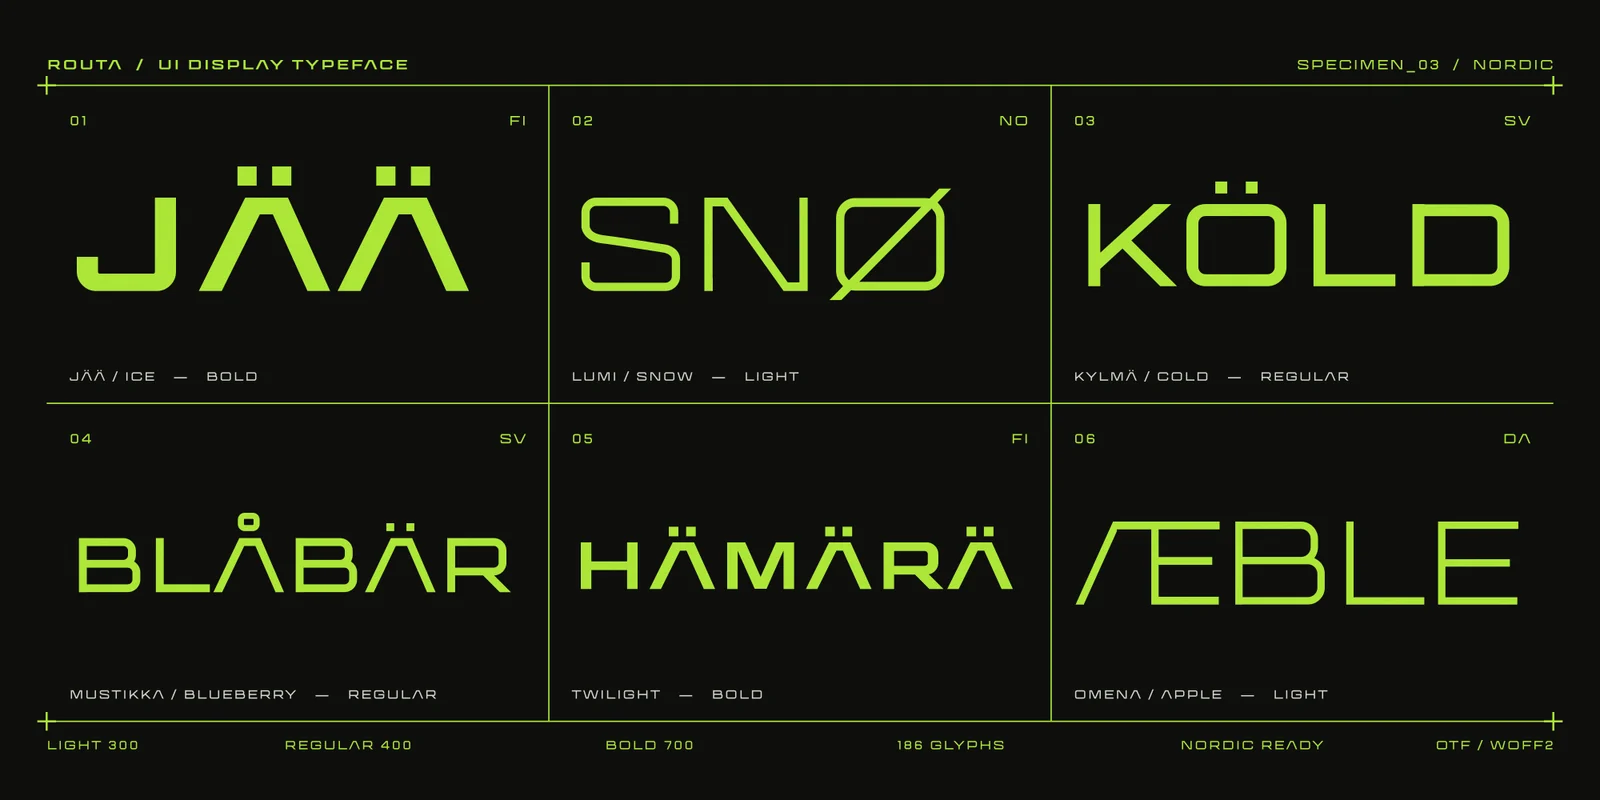 ROUTA / UI DISPLAY TYPEFACE
SPECIMEN_03 / NORDIC
01 FI
JÄÄ
JÄÄ / ICE — BOLD
02 NO
SNØ
LUMI / SNOW — LIGHT
03 SV
KÖLD
KYLMÄ / COLD — REGULAR
04 SV
BLÅBÄR
MUSTIKKA / BLUEBERRY — REGULAR
05 FI
HÄMÄRÄ
TWILIGHT — BOLD
06 DA
ÆBLE
OMENA / APPLE — LIGHT
LIGHT 300 REGULAR 400 BOLD 700 186 GLYPHS NORDIC READY OTF / WOFF2